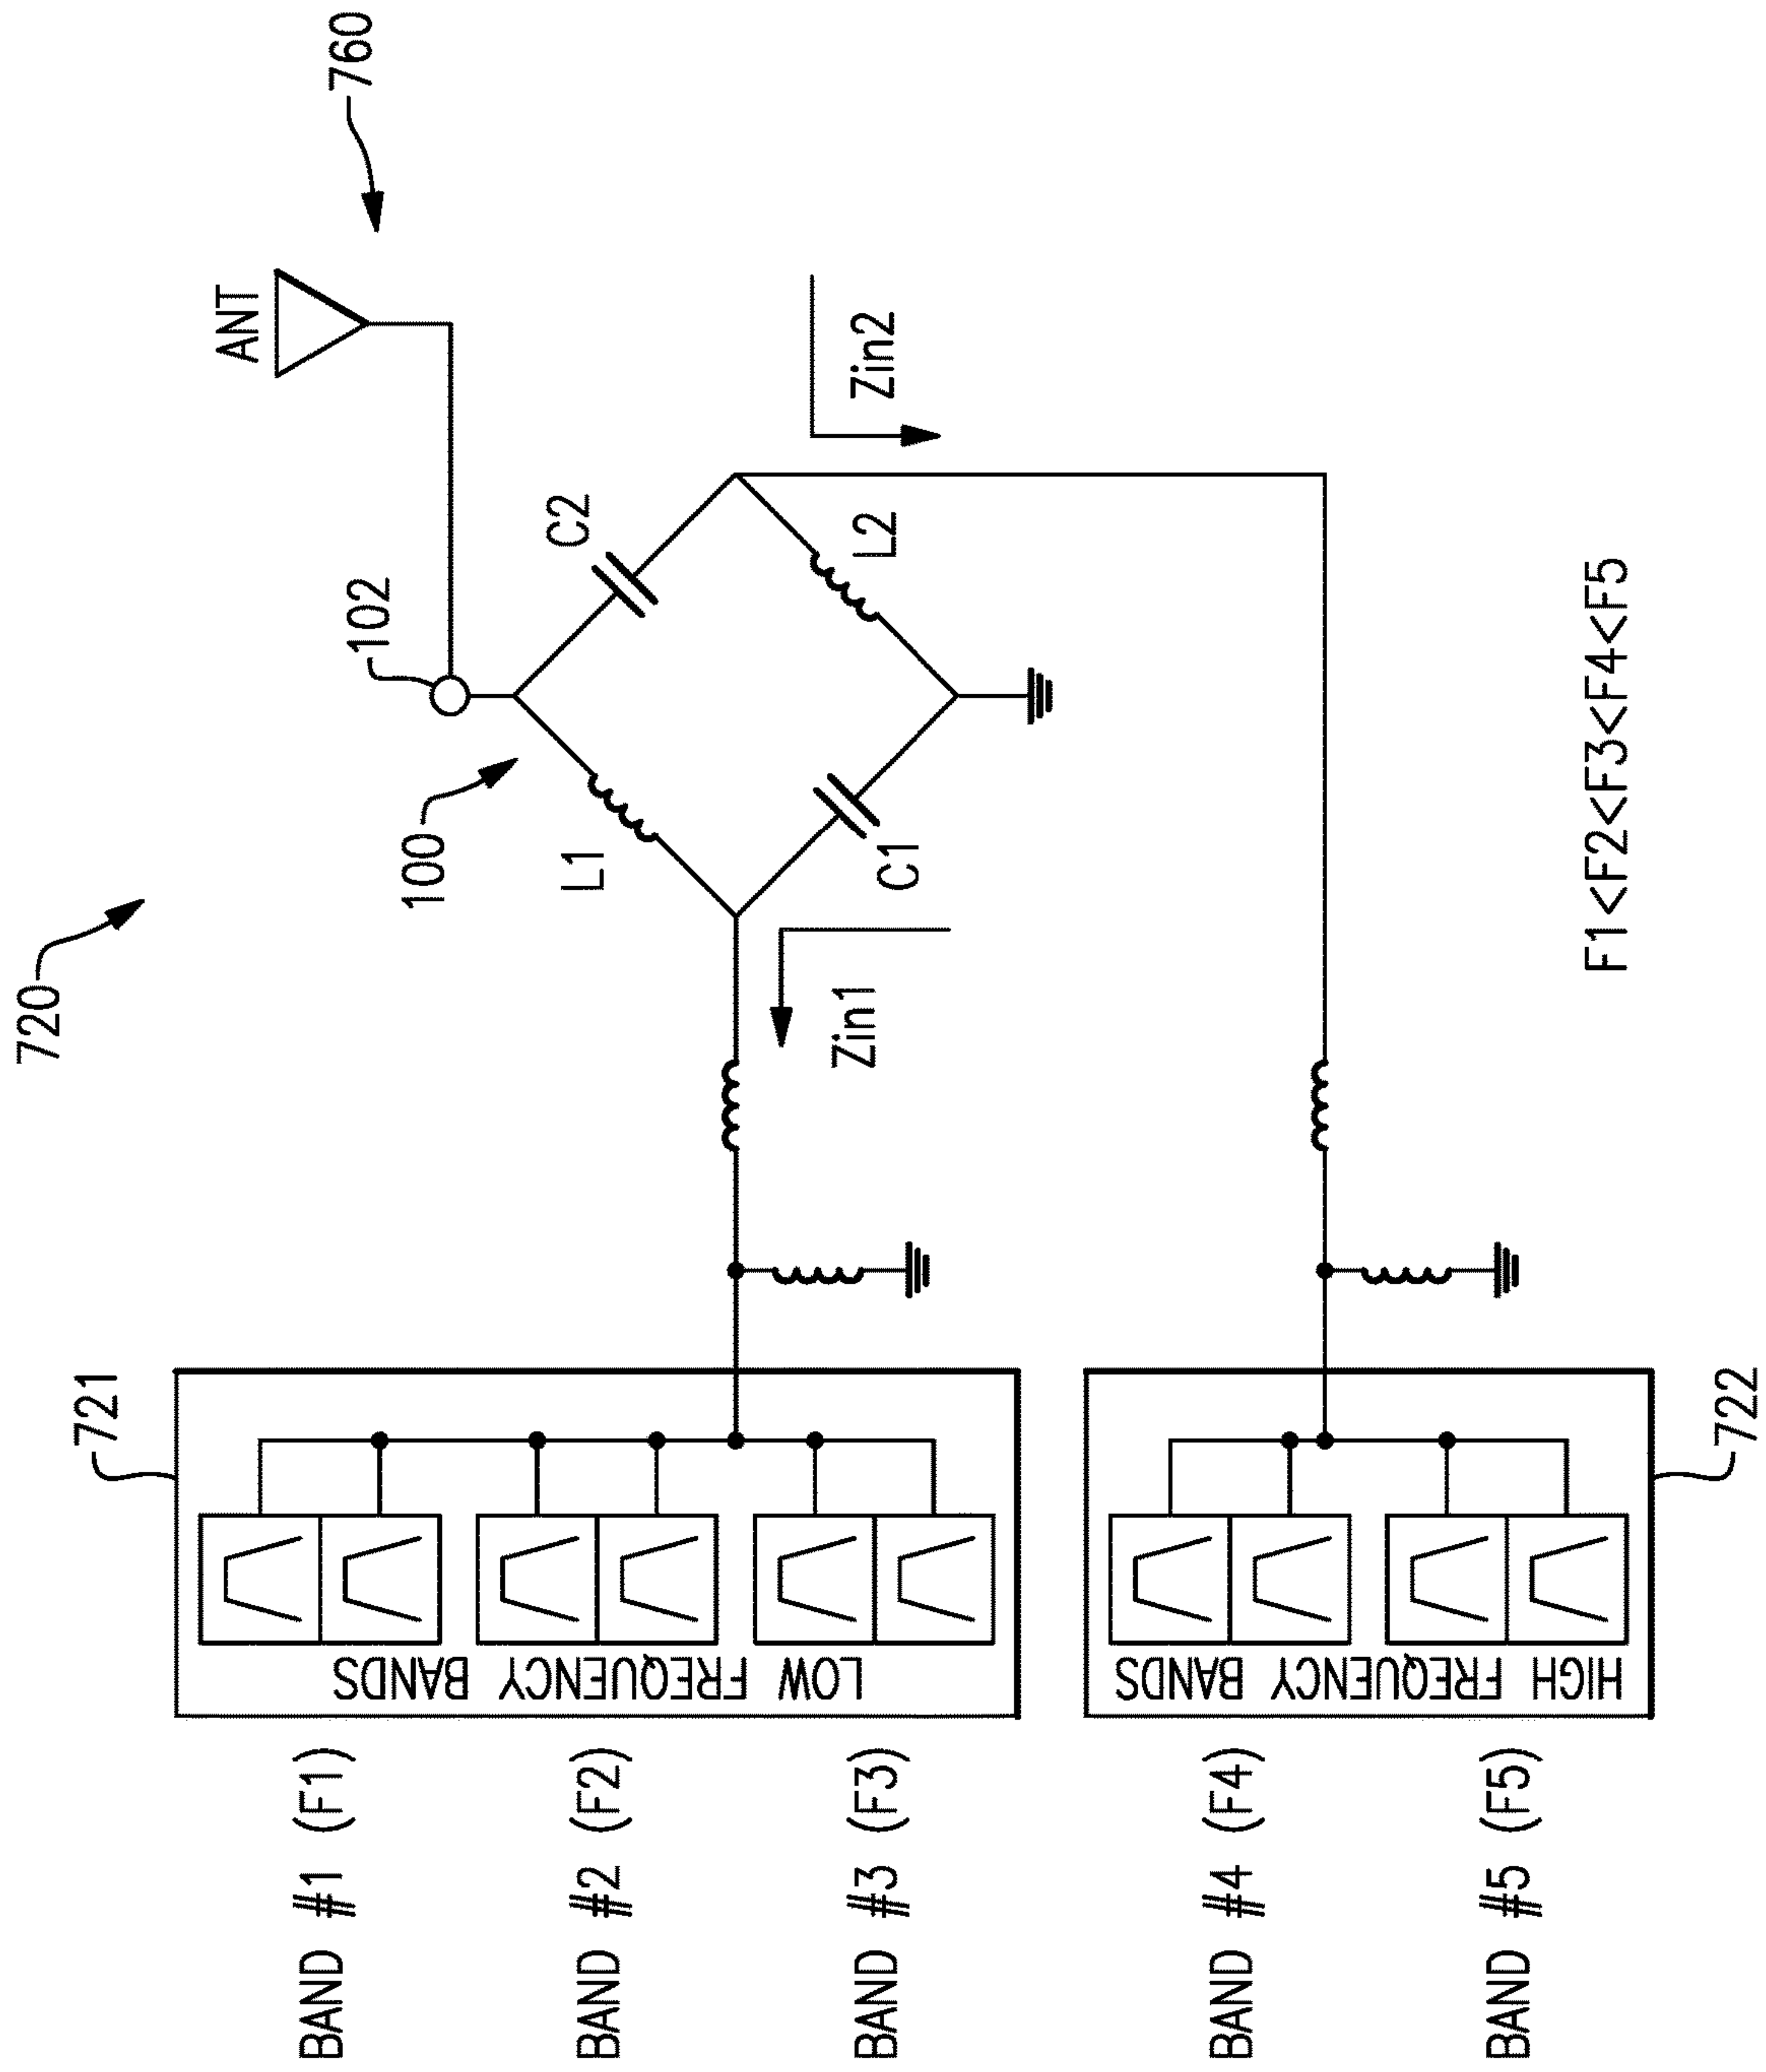 720
760
ANT
102
100
L1
C2
C1
L2
Zin1
Zin2
721
LOW FREQUENCY BANDS
BAND #1 (F1)
BAND #2 (F2)
BAND #3 (F3)
722
HIGH FREQUENCY BANDS
BAND #4 (F4)
BAND #5 (F5)
F1<F2<F3<F4<F5